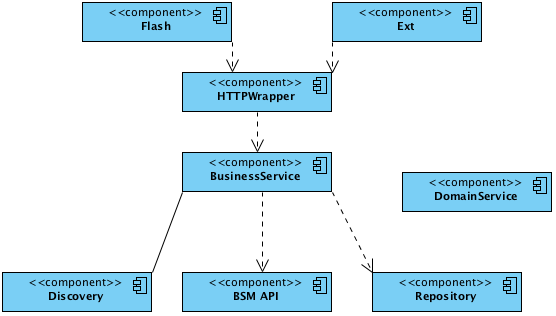 <<component>>
Flash
<<component>>
Ext
<<component>>
HTTPWrapper
<<component>>
BusinessService
<<component>>
DomainService
<<component>>
Discovery
<<component>>
BSM API
<<component>>
Repository